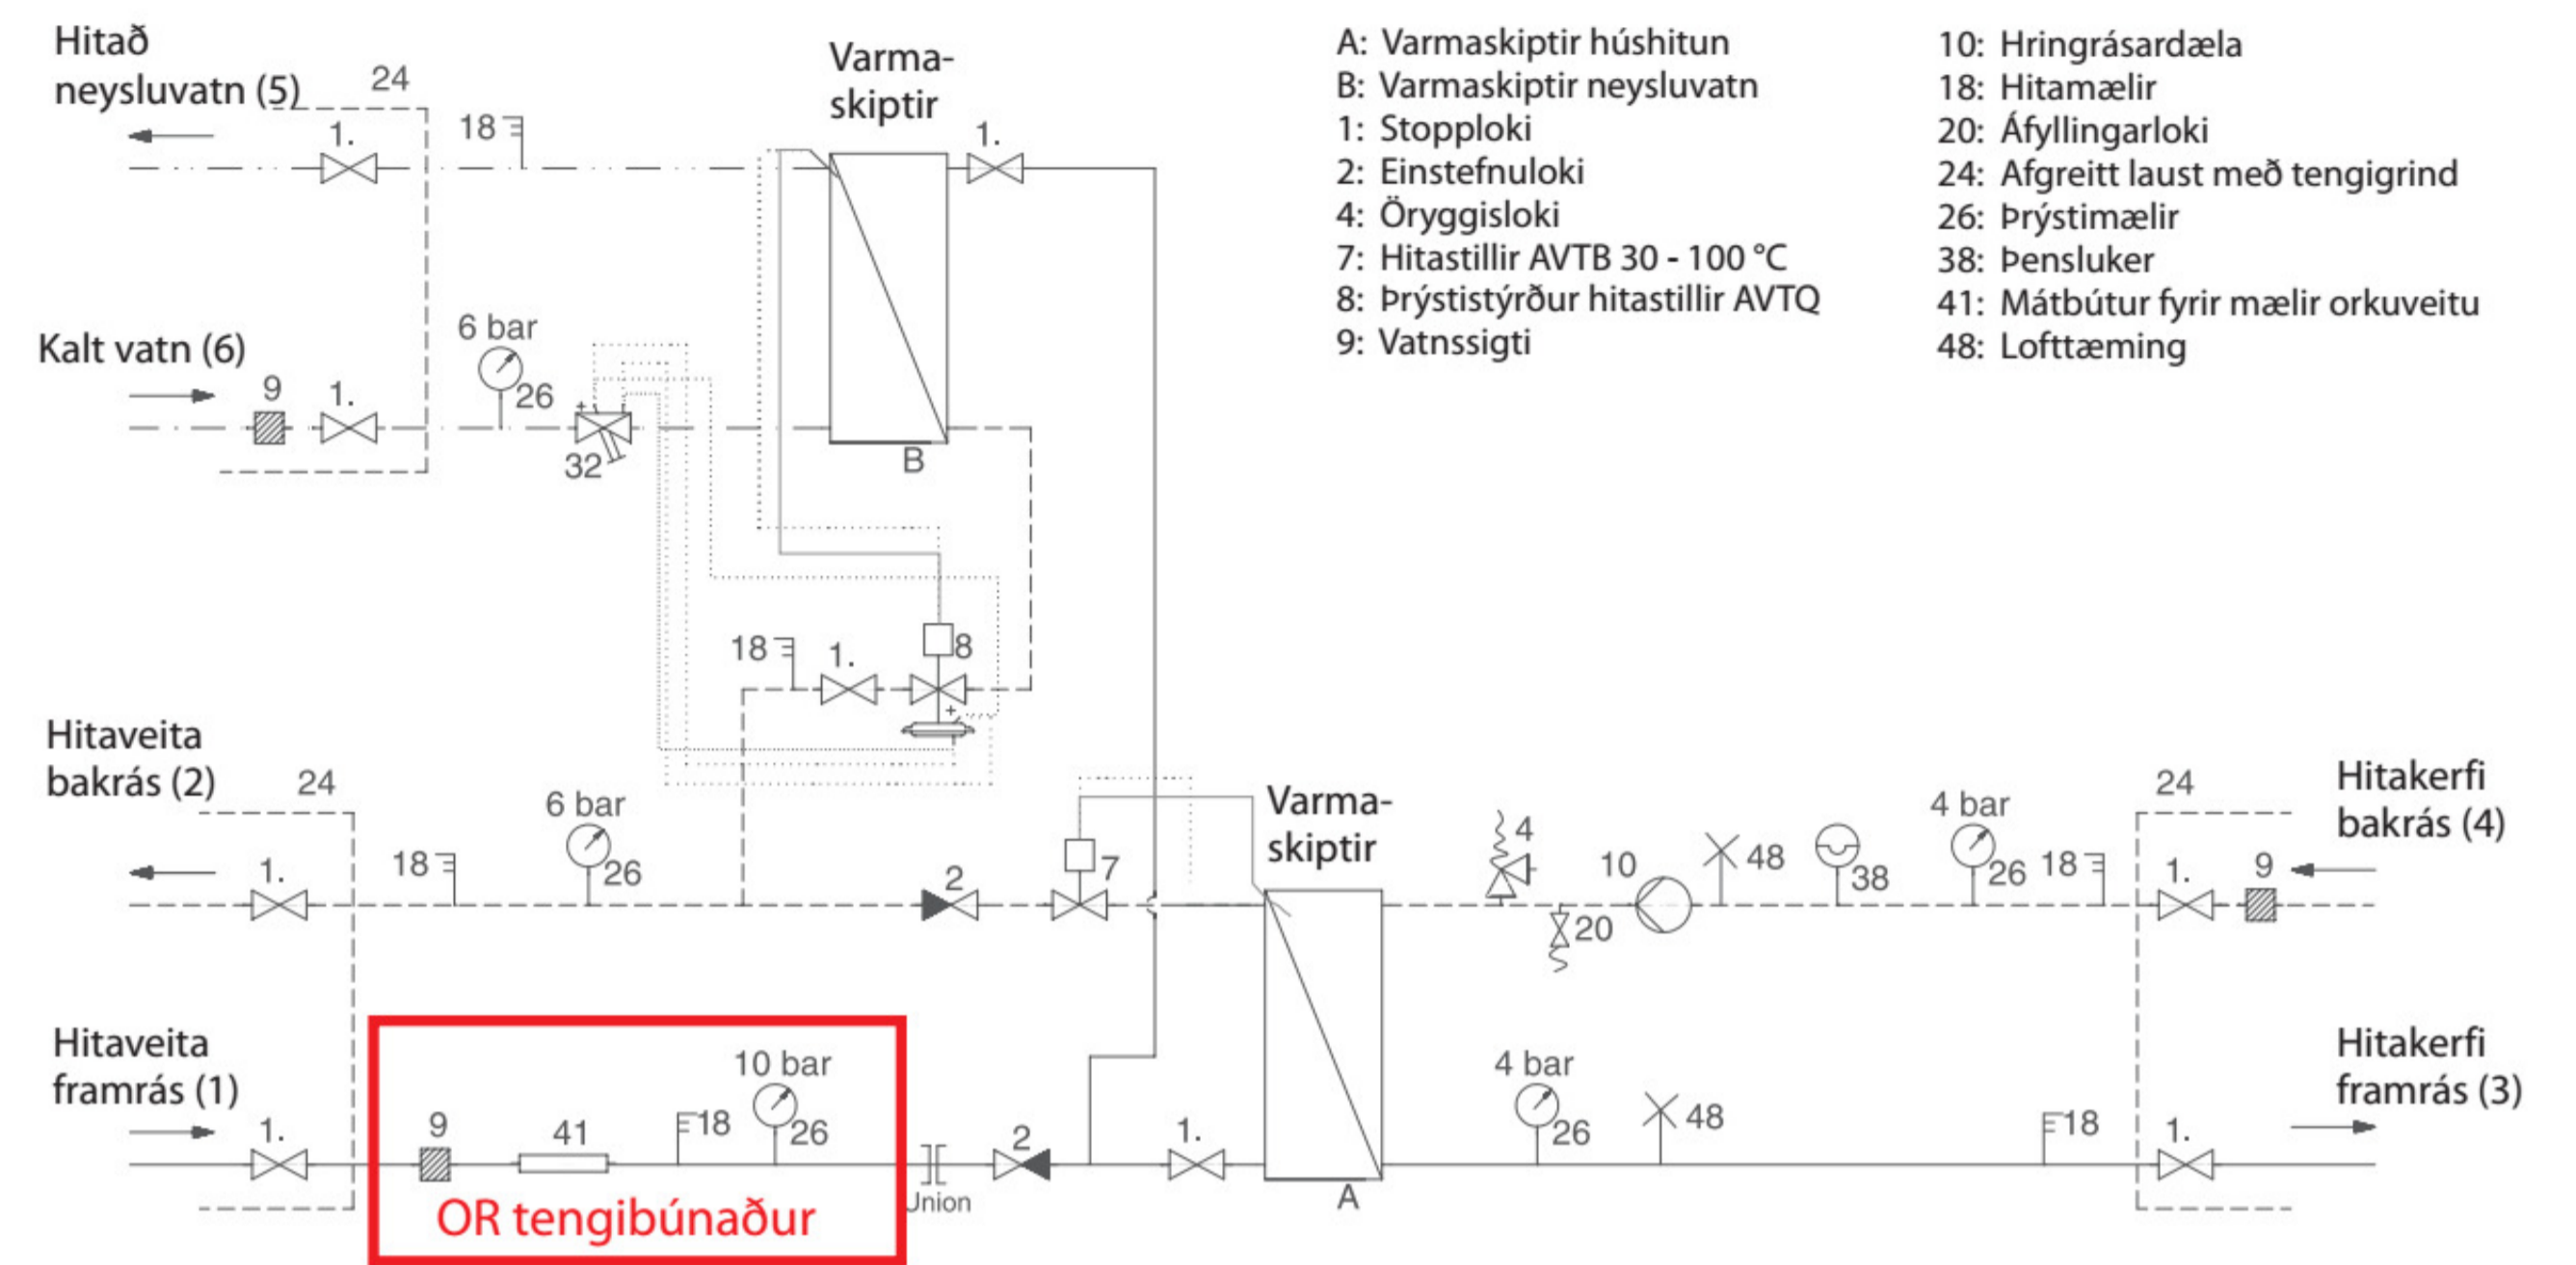 Hitað
neysluvatn (5)
24
1.
18
Varma-
skiptir
1.
Kalt vatn (6)
9
1.
6 bar
26
+
32
B
A: Varmaskiptir húshitun
B: Varmaskiptir neysluvatn
1: Stopploki
2: Einstefnuloki
4: Öryggisloki
7: Hitastillir AVTB 30 - 100 °C
8: Þrýstistýrður hitastillir AVTQ
9: Vatnssigti
10: Hringrásardæla
18: Hitamælir
20: Áfyllingarloki
24: Afgreitt laust með tengigrind
26: Þrýstimælir
38: Þensluker
41: Mátbútur fyrir mælir orkuveitu
48: Lofttæming
18
1.
8
+
Hitaveita
bakrás (2)
24
1.
18
6 bar
26
2
7
Varma-
skiptir
4
20
10
48
38
4 bar
26
18
24
1.
9
Hitakerfi
bakrás (4)
Hitaveita
framrás (1)
1.
9
41
18
10 bar
26
OR tengibúnaður
Union
2
1.
A
4 bar
26
48
18
1.
Hitakerfi
framrás (3)